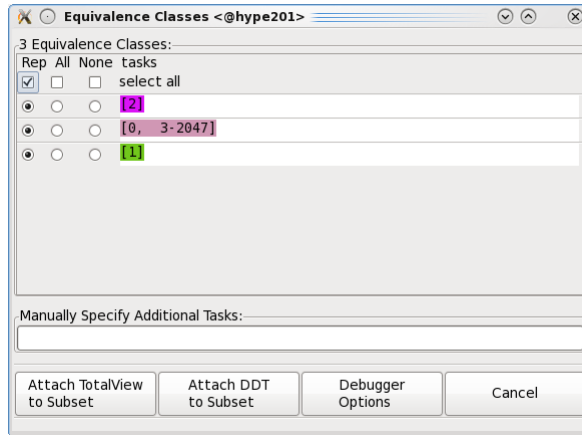 Equivalence Classes <@hype201>
3 Equivalence Classes:
Rep All None tasks
select all
[2]
[0, 3-2047]
[1]
Manually Specify Additional Tasks:
Attach TotalView to Subset
Attach DDT to Subset
Debugger Options
Cancel